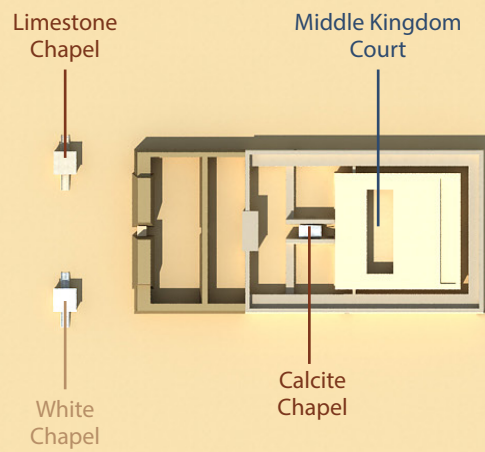 Limestone
Chapel
Middle Kingdom
Court
Calcite
Chapel
White
Chapel